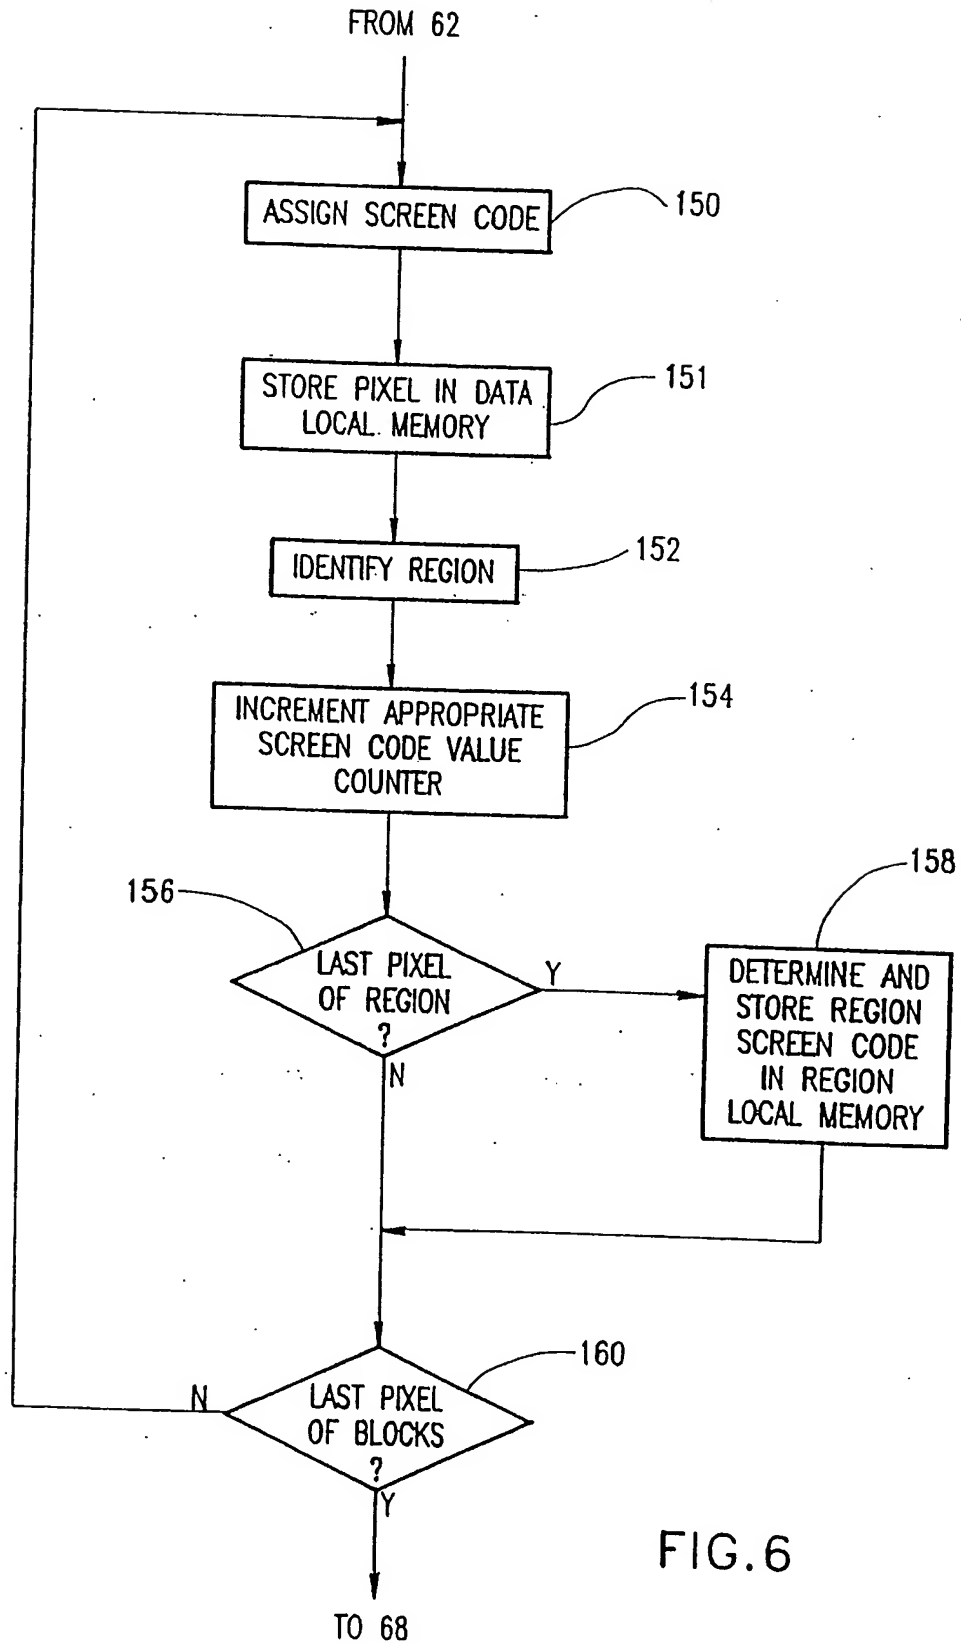 FROM 62
ASSIGN SCREEN CODE
150
STORE PIXEL IN DATA
LOCAL MEMORY
151
IDENTIFY REGION
152
INCREMENT APPROPRIATE
SCREEN CODE VALUE
COUNTER
154
156
LAST PIXEL
OF REGION
?
Y
N
158
DETERMINE AND
STORE REGION
SCREEN CODE
IN REGION
LOCAL MEMORY
160
LAST PIXEL
OF BLOCKS
?
N
Y
TO 68
FIG.6